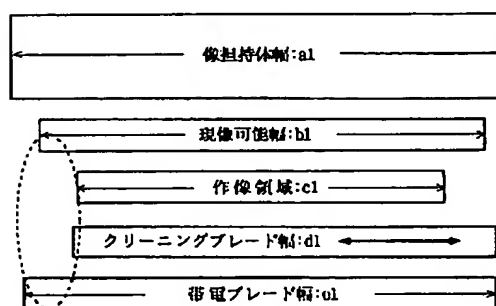 像担持体幅:a1
現像可能幅:b1
作像領域:c1
クリーニングブレード幅:d1
帯電ブレード幅:e1